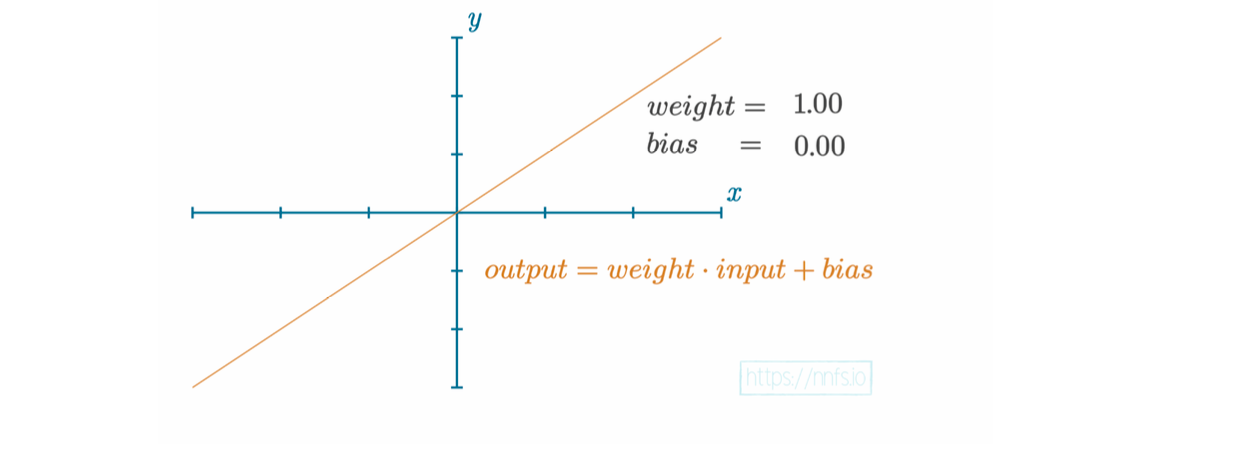 y
weight = 1.00
bias = 0.00
x
output = weight · input + bias
https://nnfs.io